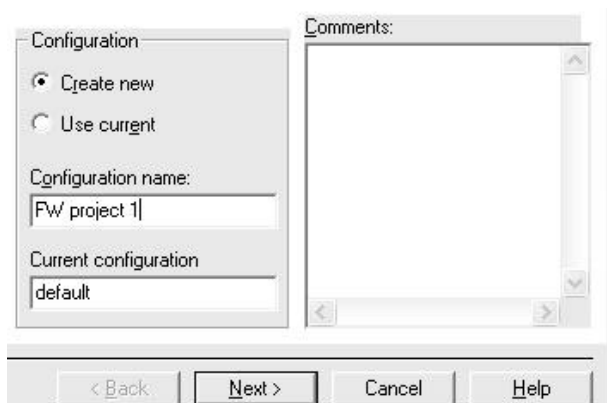 Configuration
Create new
Use current
Configuration name:
FW project 1
Current configuration
default
Comments:
< Back
Next >
Cancel
Help